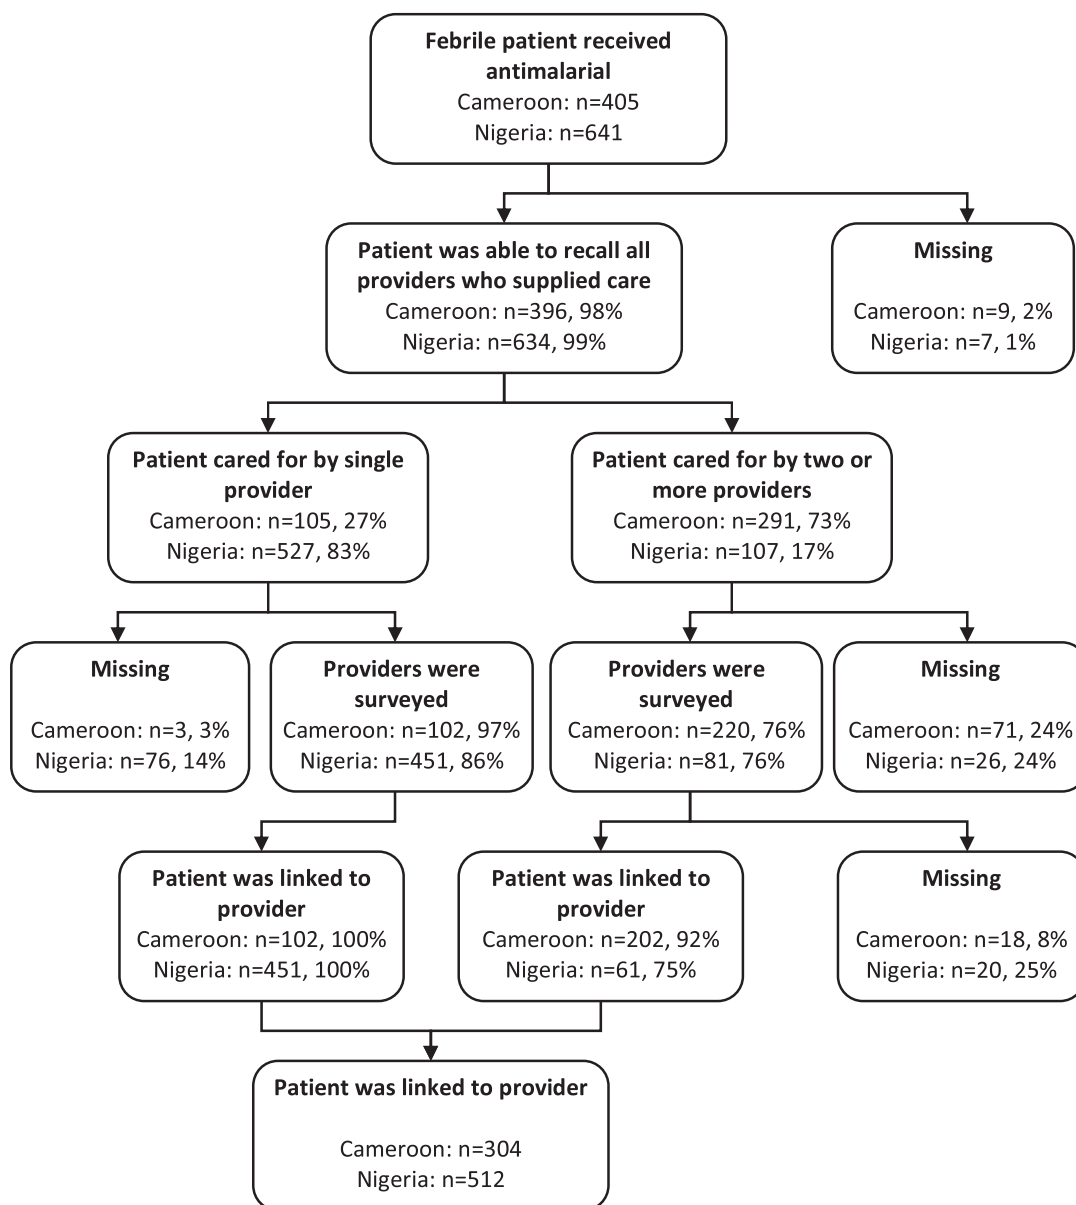 Febrile patient received
antimalarial
Cameroon: n=405
Nigeria: n=641
Patient was able to recall all
providers who supplied care
Cameroon: n=396, 98%
Nigeria: n=634, 99%
Missing
Cameroon: n=9, 2%
Nigeria: n=7, 1%
Patient cared for by single
provider
Cameroon: n=105, 27%
Nigeria: n=527, 83%
Patient cared for by two or
more providers
Cameroon: n=291, 73%
Nigeria: n=107, 17%
Missing
Cameroon: n=3, 3%
Nigeria: n=76, 14%
Providers were
surveyed
Cameroon: n=102, 97%
Nigeria: n=451, 86%
Providers were
surveyed
Cameroon: n=220, 76%
Nigeria: n=81, 76%
Missing
Cameroon: n=71, 24%
Nigeria: n=26, 24%
Patient was linked to
provider
Cameroon: n=102, 100%
Nigeria: n=451, 100%
Patient was linked to
provider
Cameroon: n=202, 92%
Nigeria: n=61, 75%
Missing
Cameroon: n=18, 8%
Nigeria: n=20, 25%
Patient was linked to provider
Cameroon: n=304
Nigeria: n=512